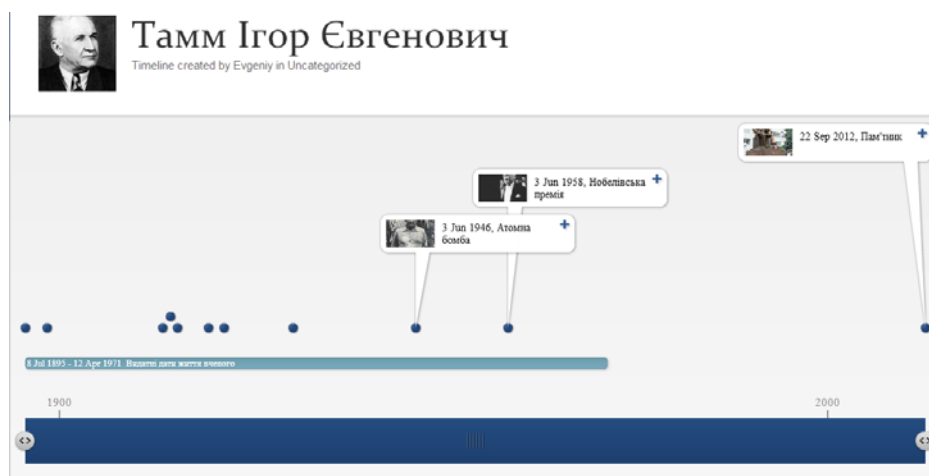 Тамм Ігор Євгенович
Timeline created by Evgeniy in Uncategorized
22 Sep 2012, Пам'тник
3 Jun 1958, Нобелівська
премія
3 Jun 1946, Атомна
бомба
8 Jul 1895 - 12 Apr 1971 Видатні дати життя вченого
1900
2000